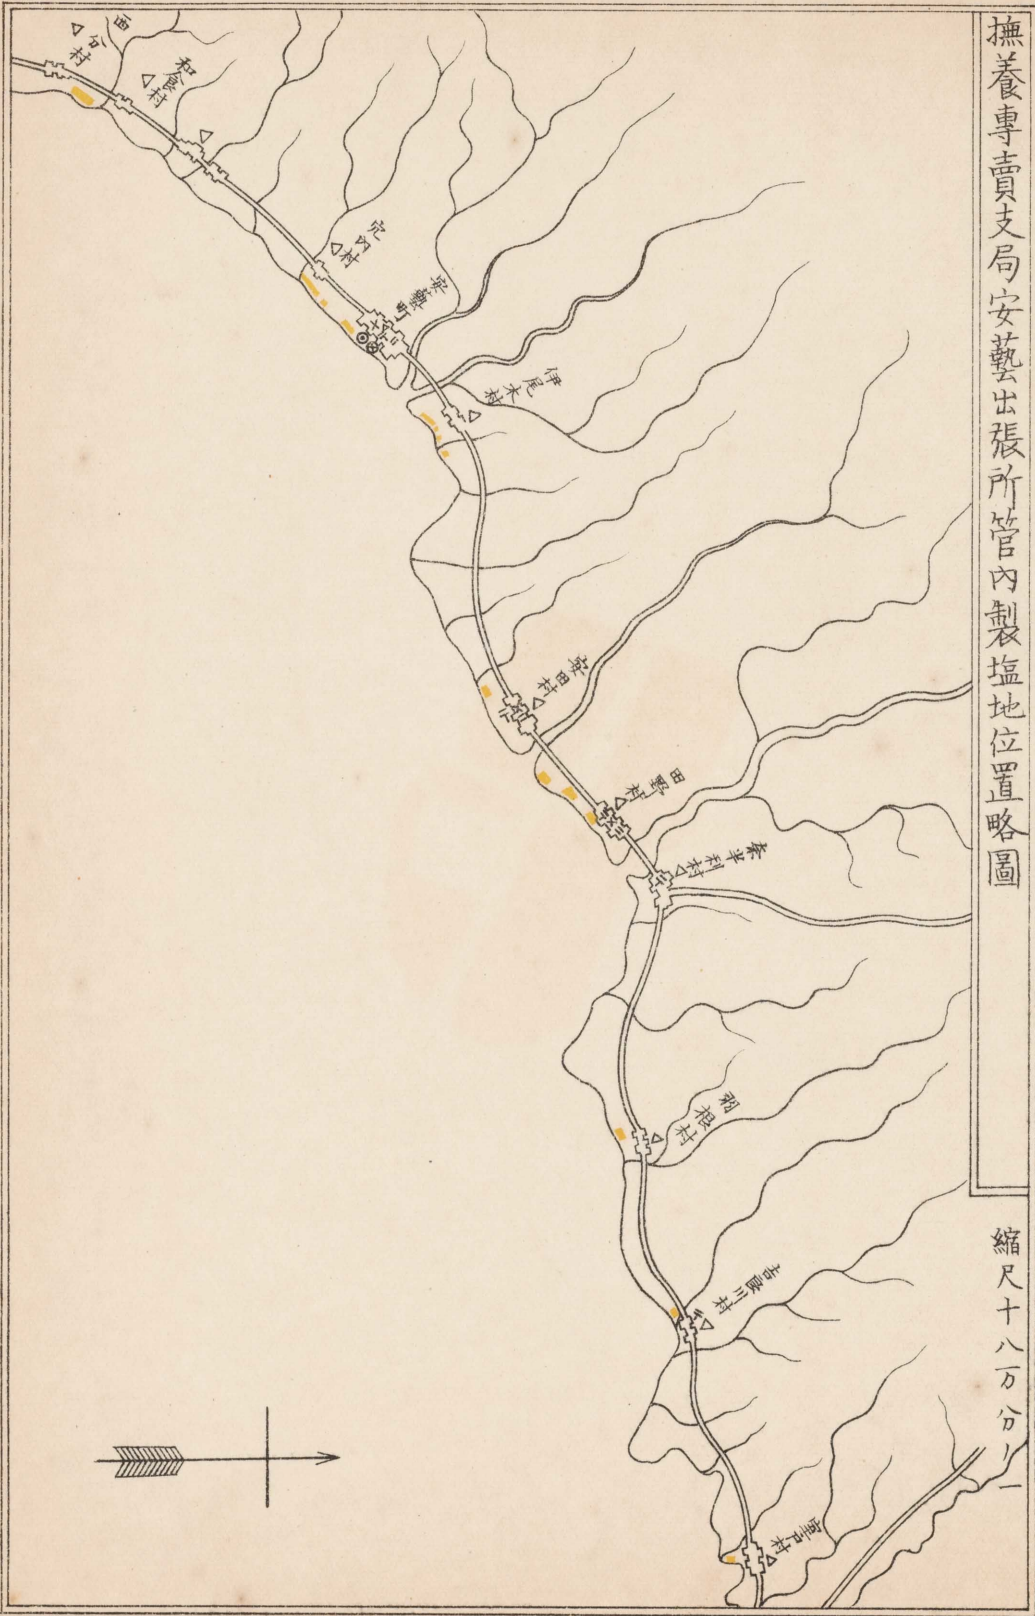 撫養專賣支局安藝出張所管內製塩地位置略圖
縮尺十八万分ノ一
西分村
和食村
穴内村
安藝町
伊尾木村
安田村
田野村
奈半利村
羽根村
吉良川村
室戸村